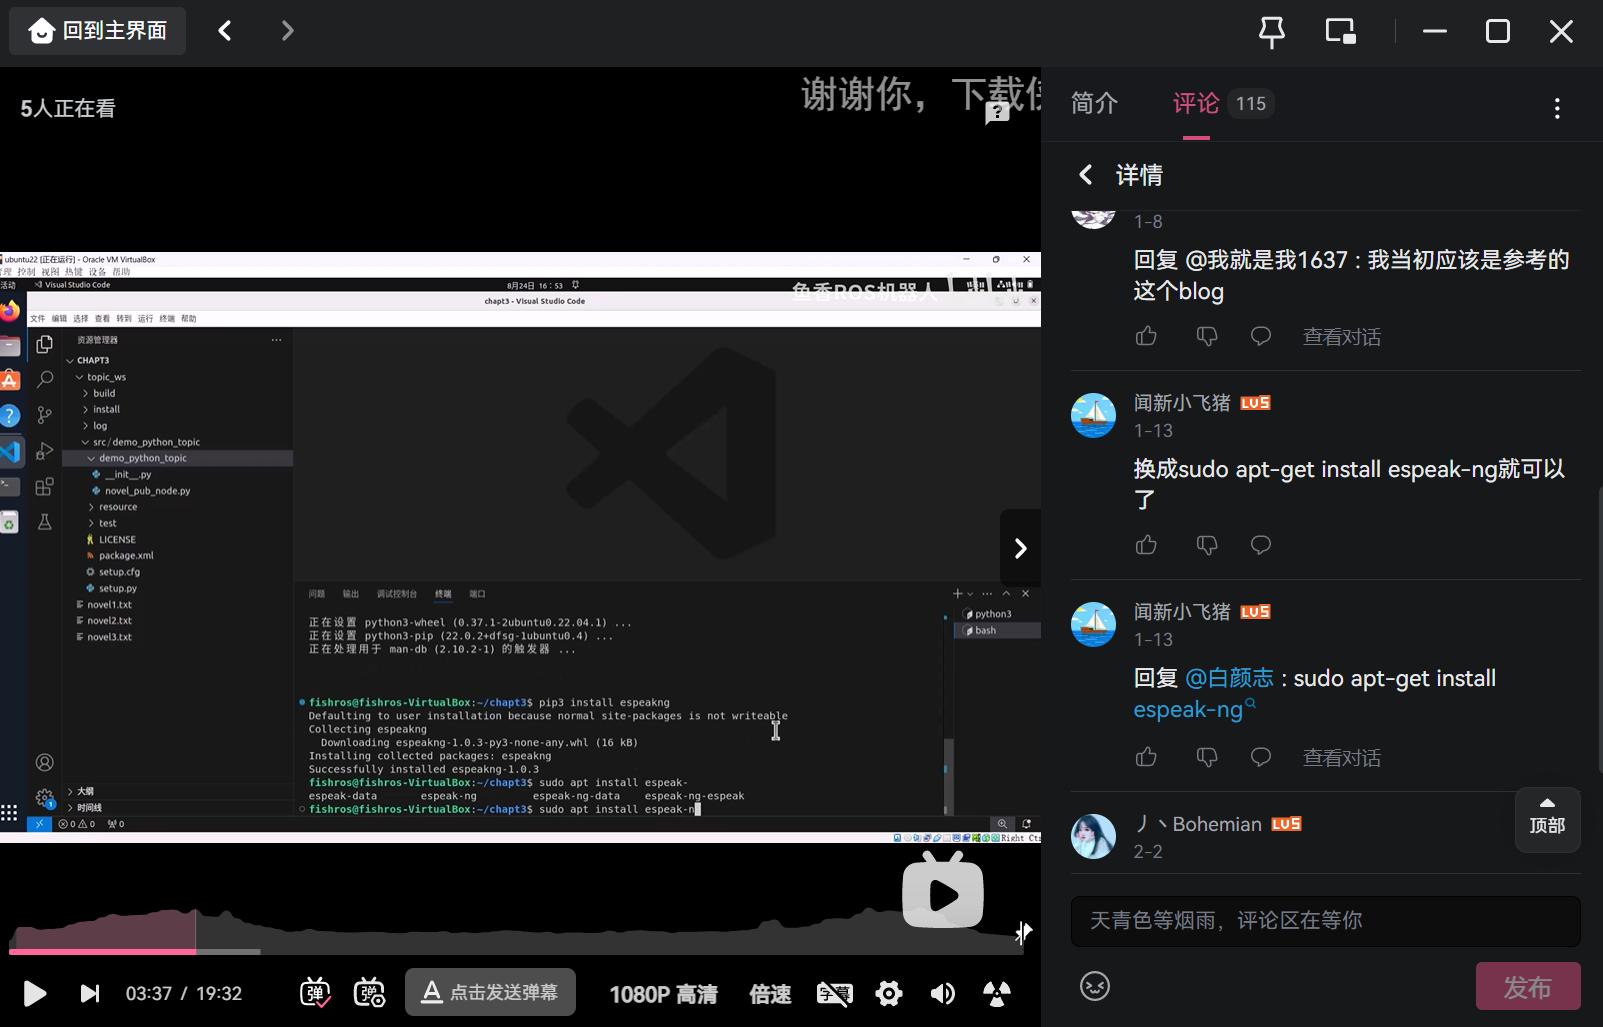 回到主界面
5人正在看
谢谢你，下载
ubuntu22 [正在运行] - Oracle VM VirtualBox
管理 控制 视图 热键 设备 帮助
活动
Visual Studio Code
8月24日 16：53
鱼香ROS机器人
chapt3 - Visual Studio Code
文件 编辑 选择 查看 转到 运行 终端 帮助
资源管理器
CHAPT3
topic_ws
build
install
log
src/demo_python_topic
demo_python_topic
__init__.py
novel_pub_node.py
resource
test
LICENSE
package.xml
setup.cfg
setup.py
novel1.txt
novel2.txt
novel3.txt
大纲
时间线
问题 输出 调试控制台 终端 端口
python3
bash
正在设置 python3-wheel (0.37.1-2ubuntu0.22.04.1) ...
正在设置 python3-pip (22.0.2+dfsg-1ubuntu0.4) ...
正在处理用于 man-db (2.10.2-1) 的触发器 ...
fishros@fishros-VirtualBox:~/chapt3$ pip3 install espeakng
Defaulting to user installation because normal site-packages is not writeable
Collecting espeakng
Downloading espeakng-1.0.3-py3-none-any.whl (16 kB)
Installing collected packages: espeakng
Successfully installed espeakng-1.0.3
fishros@fishros-VirtualBox:~/chapt3$ sudo apt install espeak-
espeak-data espeak-ng espeak-ng-data espeak-ng-espeak
fishros@fishros-VirtualBox:~/chapt3$ sudo apt install espeak-n
1
0 0 0
Right Ctrl
03:37 / 19:32
弹
弹
点击发送弹幕
1080P 高清
倍速
字幕
简介
评论 115
详情
1-8
回复 @我就是我1637 : 我当初应该是参考的
这个blog
查看对话
闻新小飞猪 LV5
1-13
换成sudo apt-get install espeak-ng就可以
了
闻新小飞猪 LV5
1-13
回复 @白颜志 : sudo apt-get install
espeak-ng
查看对话
丿丶Bohemian LV5
2-2
顶部
天青色等烟雨，评论区在等你
发布